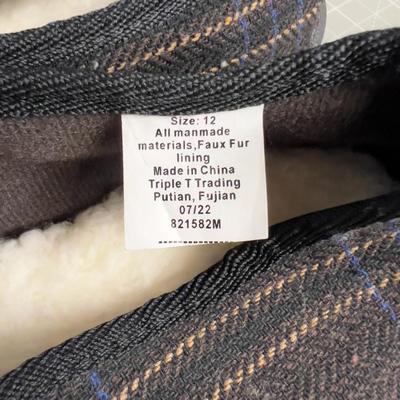 Size: 12
All manmade
materials,Faux Fur
lining
Made in China
Triple T Trading
Putian, Fujian
07/22
821582M